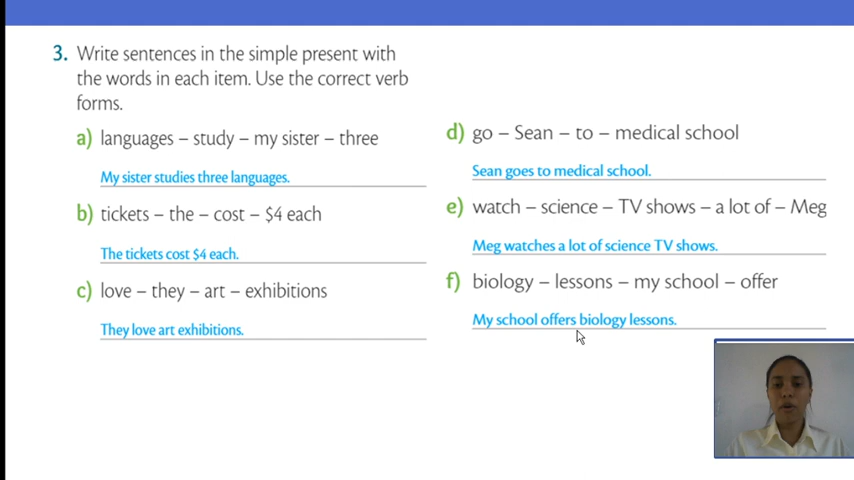 3. Write sentences in the simple present with
the words in each item. Use the correct verb
forms.
a) languages – study – my sister – three
My sister studies three languages.
b) tickets – the – cost – $4 each
The tickets cost $4 each.
c) love – they – art – exhibitions
They love art exhibitions.
d) go – Sean – to – medical school
Sean goes to medical school.
e) watch – science – TV shows – a lot of – Meg
Meg watches a lot of science TV shows.
f) biology – lessons – my school – offer
My school offers biology lessons.